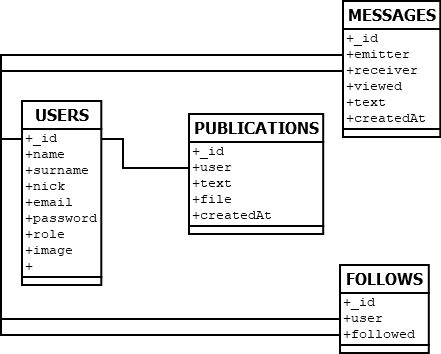 MESSAGES
+_id
+emitter
+receiver
+viewed
+text
+createdAt
USERS
+_id
+name
+surname
+nick
+email
+password
+role
+image
+
PUBLICATIONS
+_id
+user
+text
+file
+createdAt
FOLLOWS
+_id
+user
+followed